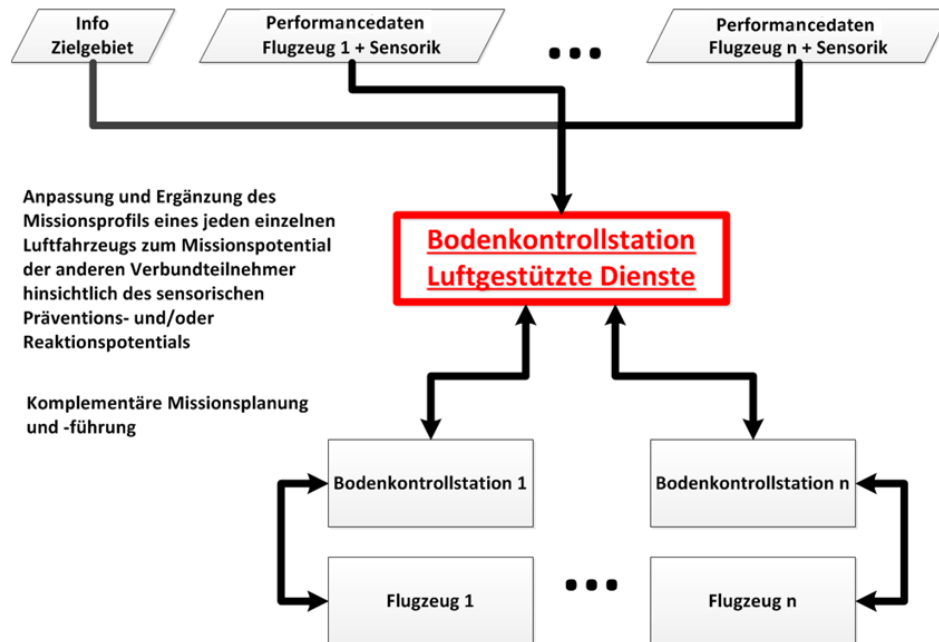 Info
Zielgebiet
Performancedaten
Flugzeug 1 + Sensorik
Performancedaten
Flugzeug n + Sensorik
Anpassung und Ergänzung des
Missionsprofils eines jeden einzelnen
Luftfahrzeugs zum Missionspotential
der anderen Verbundteilnehmer
hinsichtlich des sensorischen
Präventions- und/oder
Reaktionspotentials
Bodenkontrollstation
Luftgestützte Dienste
Komplementäre Missionsplanung
und -führung
Bodenkontrollstation 1
Bodenkontrollstation n
Flugzeug 1
Flugzeug n